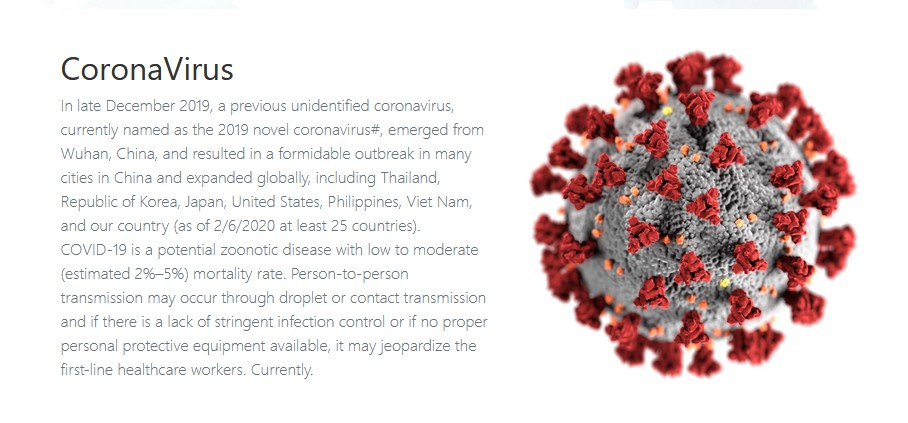 CoronaVirus
In late December 2019, a previous unidentified coronavirus,
currently named as the 2019 novel coronavirus#, emerged from
Wuhan, China, and resulted in a formidable outbreak in many
cities in China and expanded globally, including Thailand,
Republic of Korea, Japan, United States, Philippines, Viet Nam,
and our country (as of 2/6/2020 at least 25 countries).
COVID-19 is a potential zoonotic disease with low to moderate
(estimated 2%–5%) mortality rate. Person-to-person
transmission may occur through droplet or contact transmission
and if there is a lack of stringent infection control or if no proper
personal protective equipment available, it may jeopardize the
first-line healthcare workers. Currently.